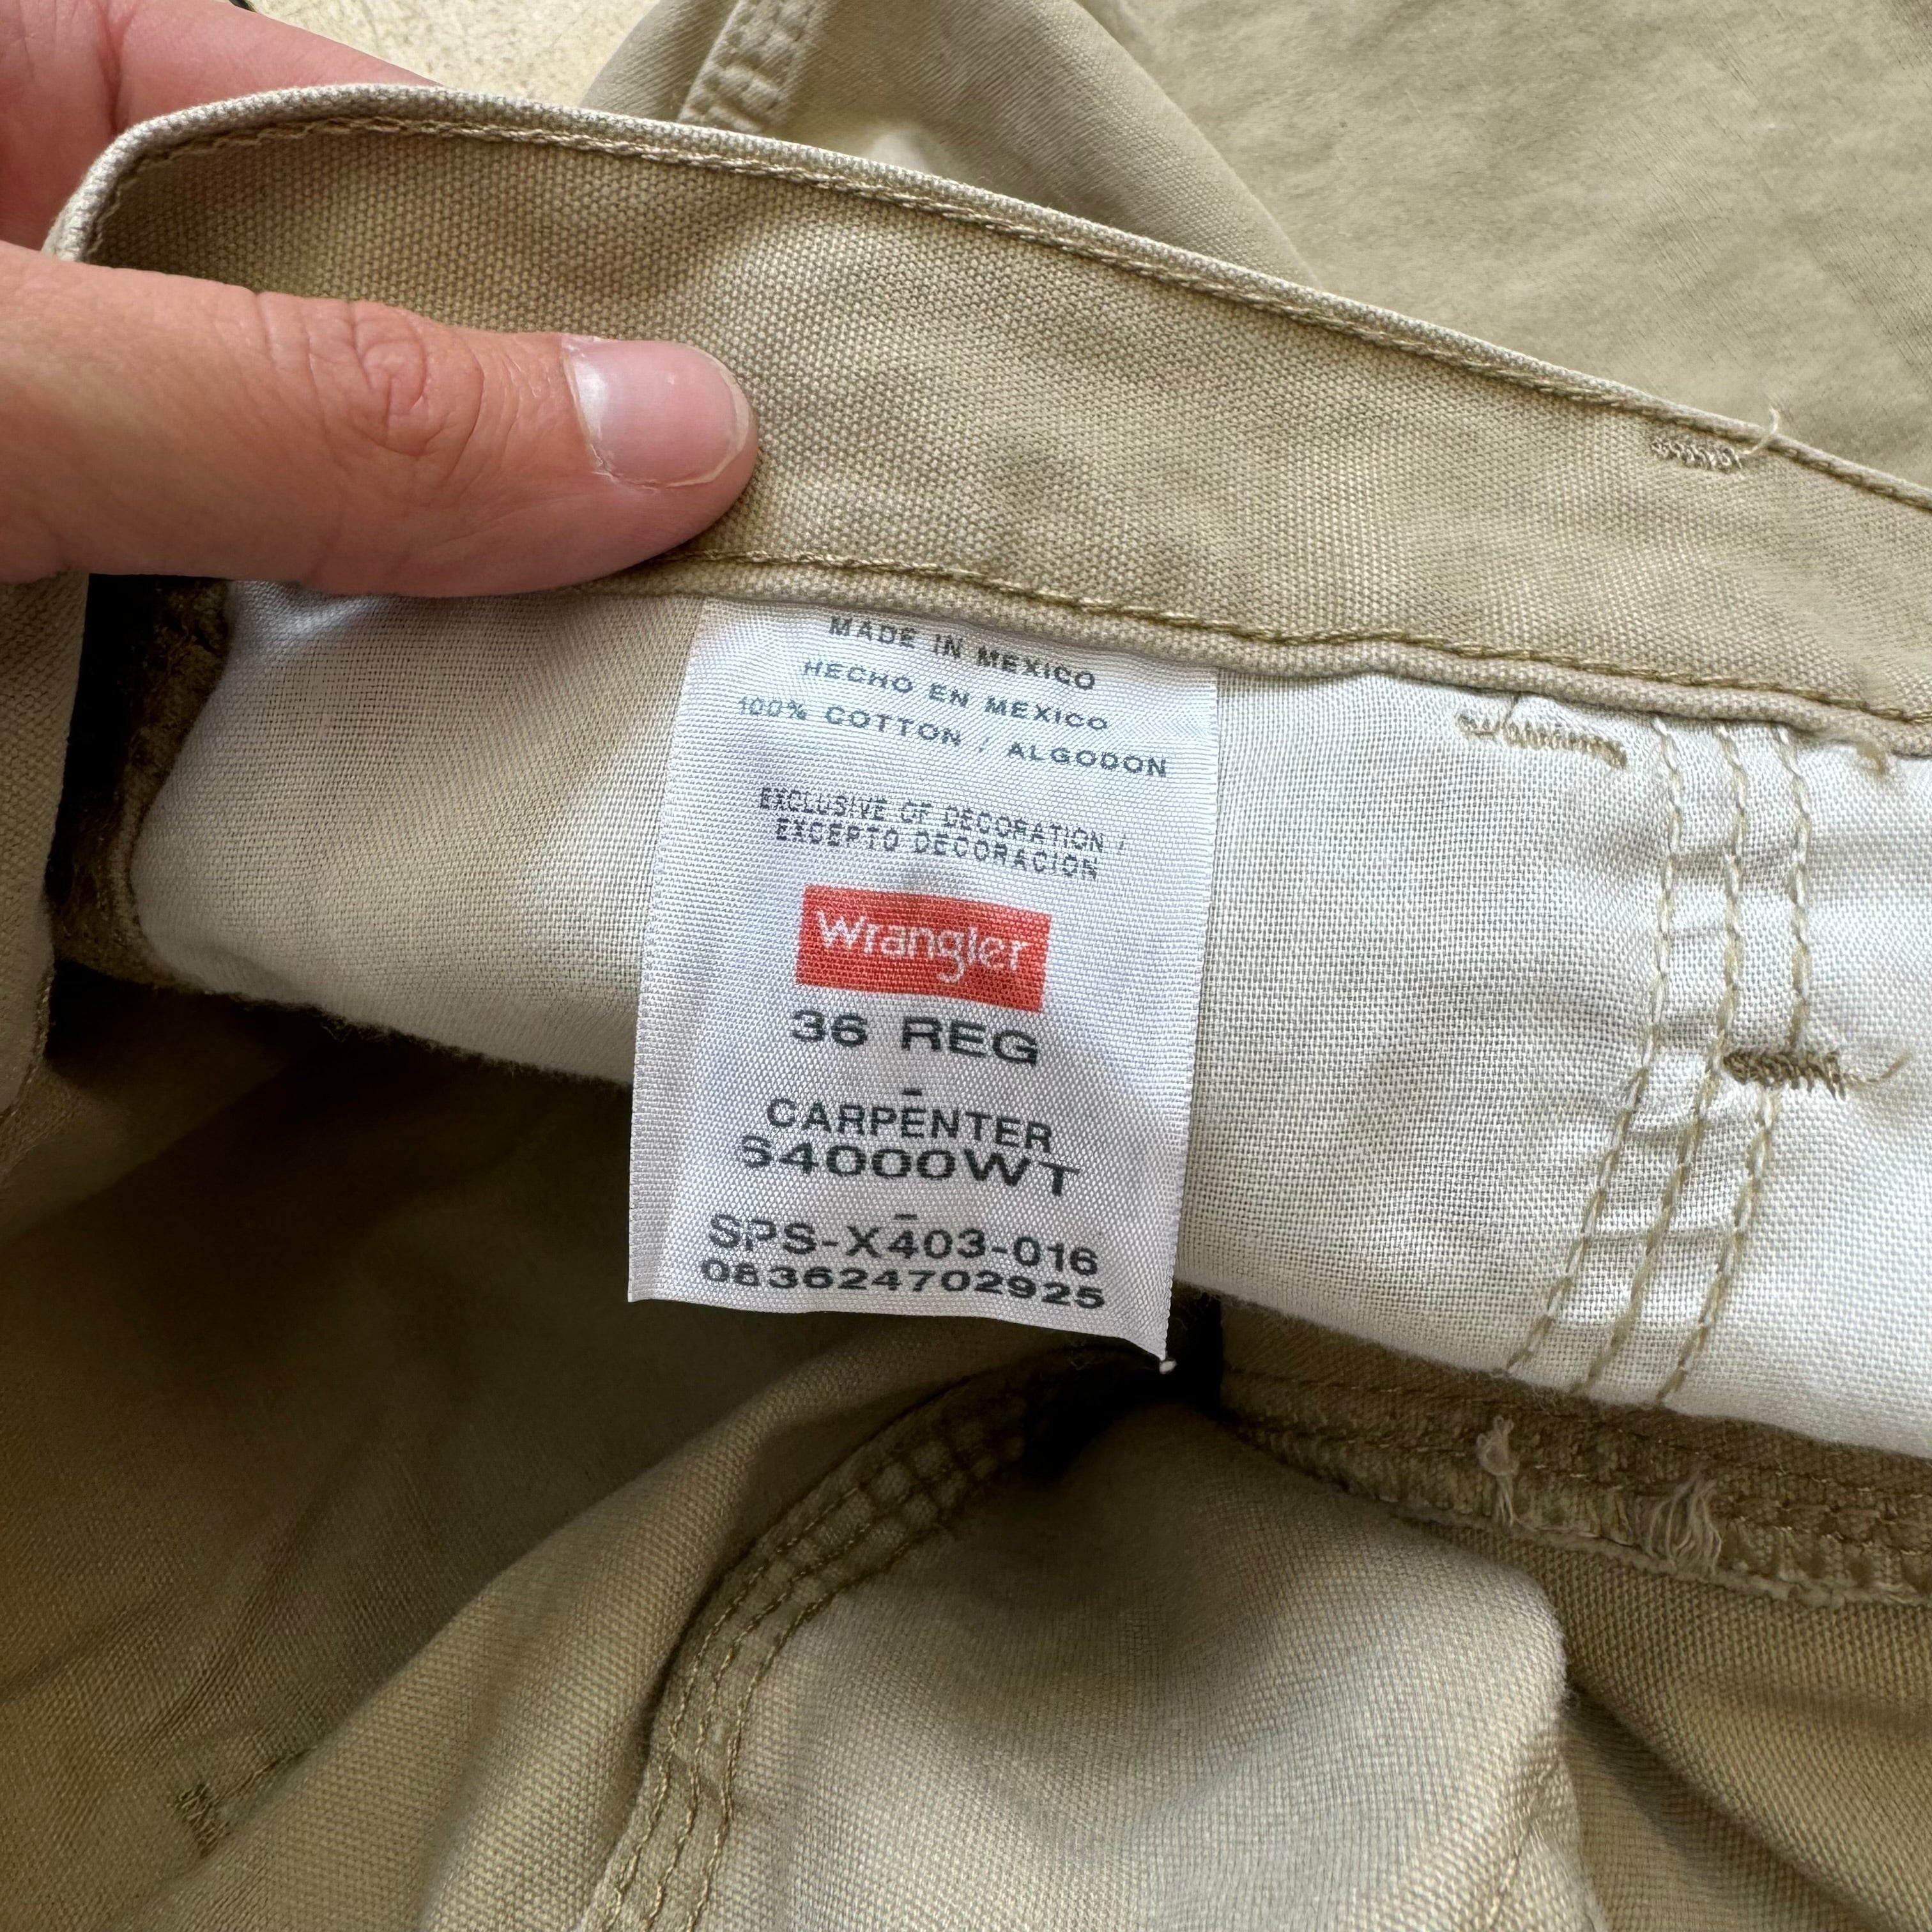 MADE IN MEXICO
HECHO EN MEXICO
100% COTTON / ALGODON
EXCLUSIVE OF DECORATION /
EXCEPTO DECORACION
Wrangler
36 REG
-
CARPENTER
S4000WT
-
SPS-X403-016
083624702925